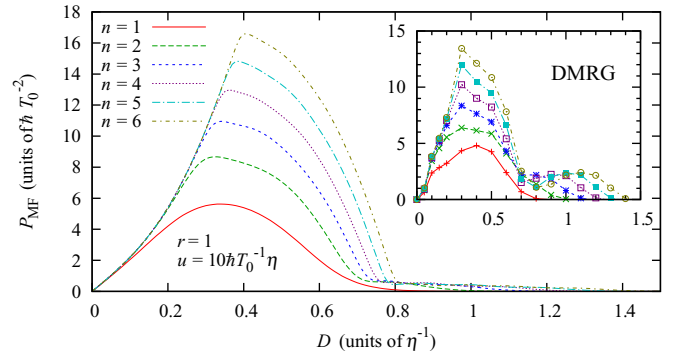 P_MF (units of ħ T₀⁻²)
18
16
14
12
10
8
6
4
2
0
n = 1
n = 2
n = 3
n = 4
n = 5
n = 6
r = 1
u = 10ħT₀⁻¹η
15
10
5
0
DMRG
0
0.5
1
1.5
0
0.2
0.4
0.6
0.8
1
1.2
1.4
D (units of η⁻¹)